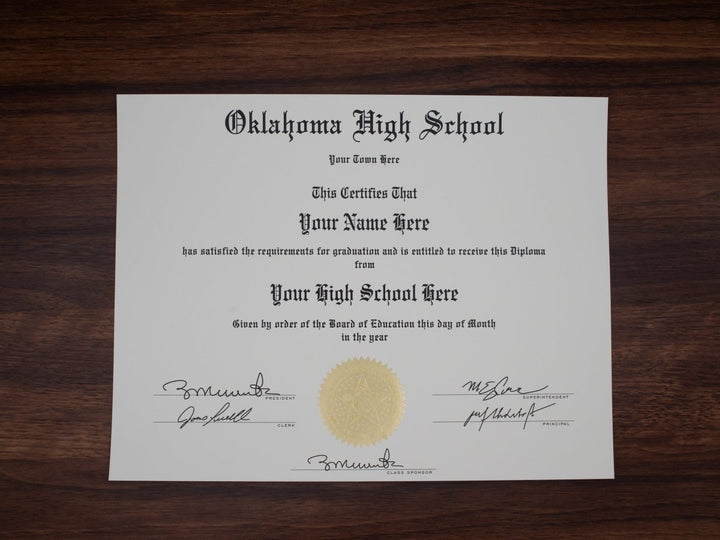 Oklahoma High School
Your Town Here
This Certifies That
Your Name Here
has satisfied the requirements for graduation and is entitled to receive this Diploma
from
Your High School Here
Given by order of the Board of Education this day of Month
in the year
PRESIDENT
SUPERINTENDENT
CLERK
PRINCIPAL
CLASS SPONSOR